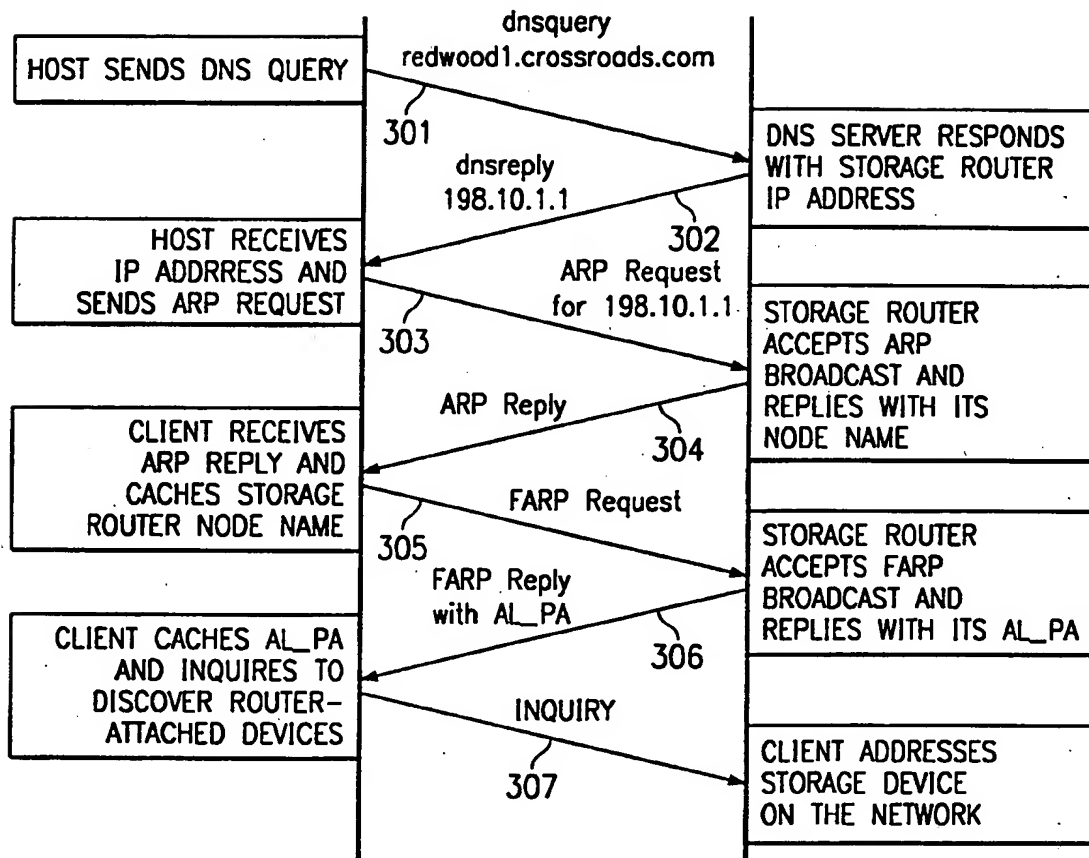 dnsquery
redwood1.crossroads.com
HOST SENDS DNS QUERY
301
DNS SERVER RESPONDS
WITH STORAGE ROUTER
IP ADDRESS
dnsreply
198.10.1.1
302
HOST RECEIVES
IP ADDRRESS AND
SENDS ARP REQUEST
ARP Request
for 198.10.1.1
303
STORAGE ROUTER
ACCEPTS ARP
BROADCAST AND
REPLIES WITH ITS
NODE NAME
ARP Reply
304
CLIENT RECEIVES
ARP REPLY AND
CACHES STORAGE
ROUTER NODE NAME
FARP Request
305
STORAGE ROUTER
ACCEPTS FARP
BROADCAST AND
REPLIES WITH ITS AL_PA
FARP Reply
with AL_PA
306
CLIENT CACHES AL_PA
AND INQUIRES TO
DISCOVER ROUTER-
ATTACHED DEVICES
INQUIRY
307
CLIENT ADDRESSES
STORAGE DEVICE
ON THE NETWORK